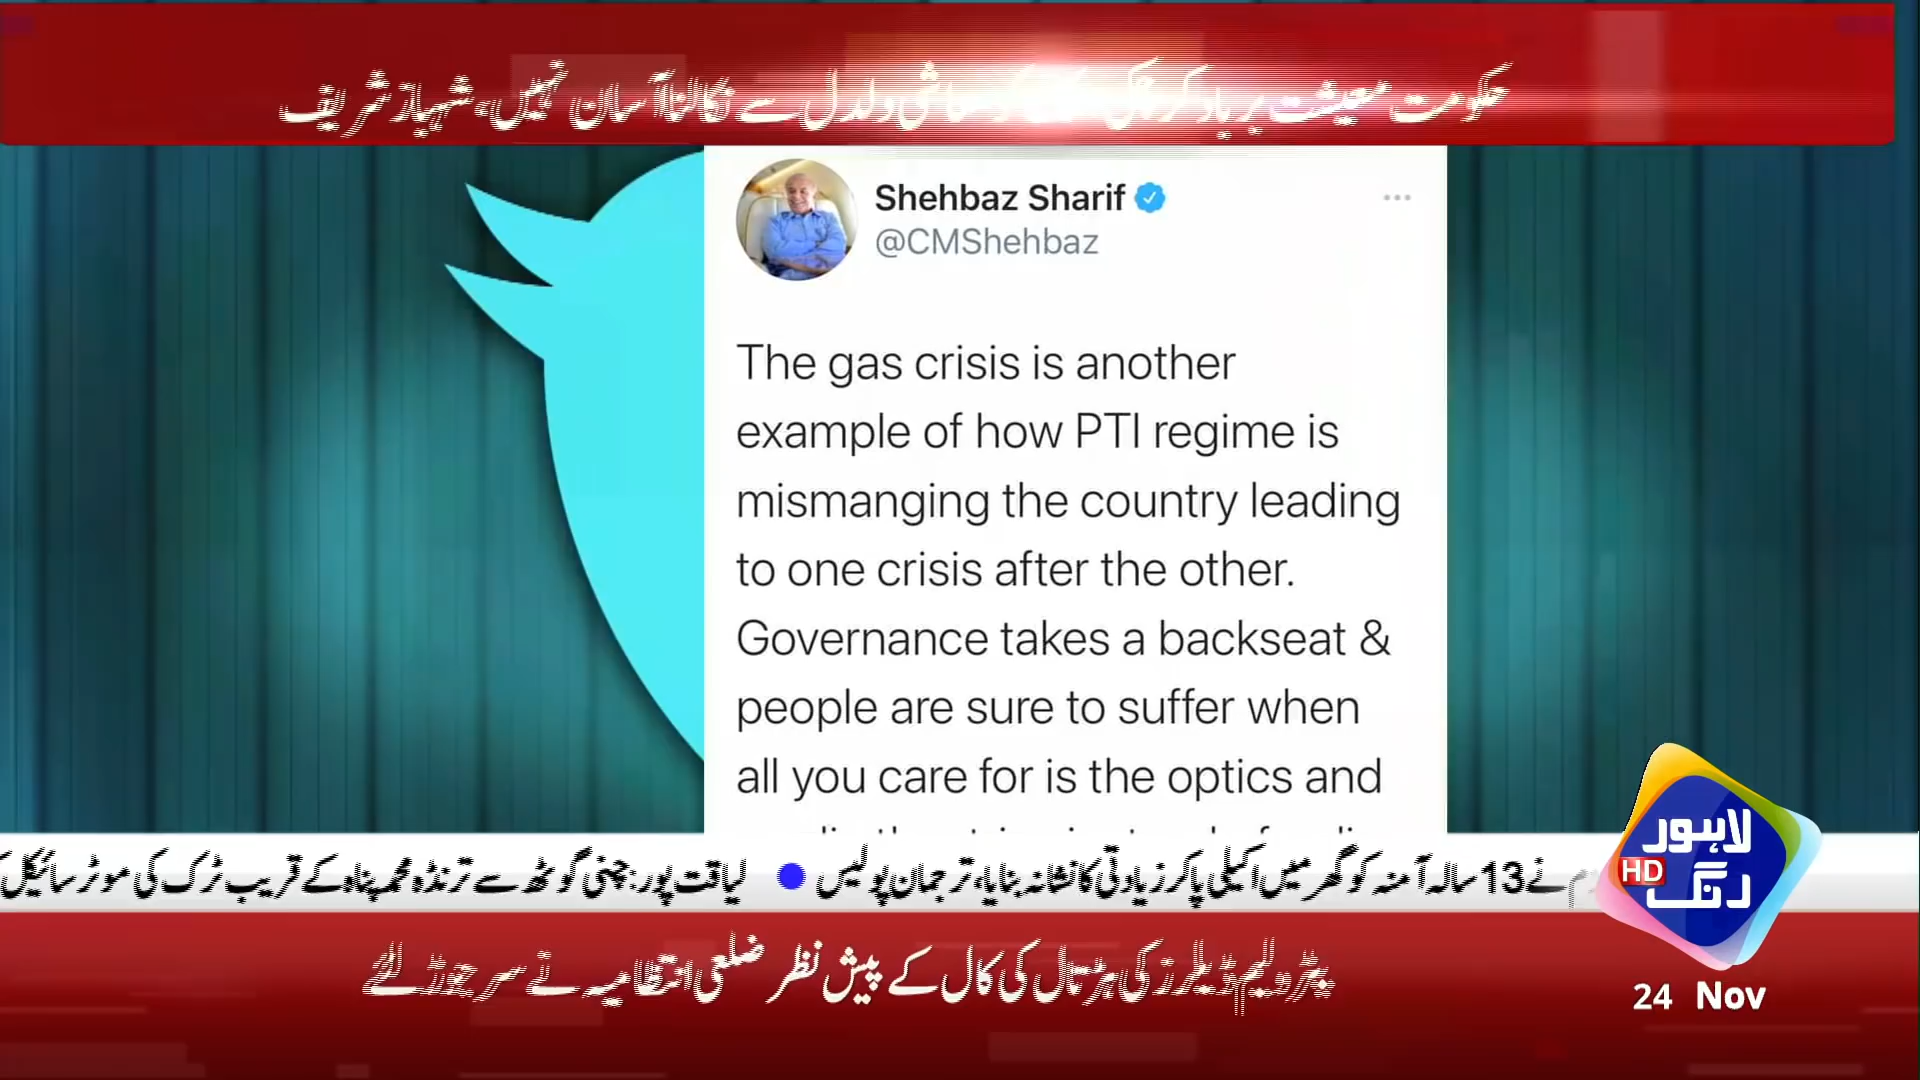 حکومت معیشت برباد کرچکی معاشی دلدل سے نکالنا آسان نہیں، شہباز شریف
Shehbaz Sharif
@CMShehbaz
The gas crisis is another
example of how PTI regime is
mismanging the country leading
to one crisis after the other.
Governance takes a backseat &
people are sure to suffer when
all you care for is the optics and
نے 13 سالہ آمنہ کو گھر میں اکیلی پاکر زیادتی کا نشانہ بنایا، ترجمان پولیس ● لیاقت پور: چنی گوٹھ سے ترنڈہ محمد پناہ کے قریب ٹرک کی موٹر سائیکل
لاہور
HD
رنگ
پیٹرولیم ڈیلرز کی ہڑتال کی کال کے پیش نظر ضلعی انتظامیہ نے سر جوڑ لئے
24 Nov